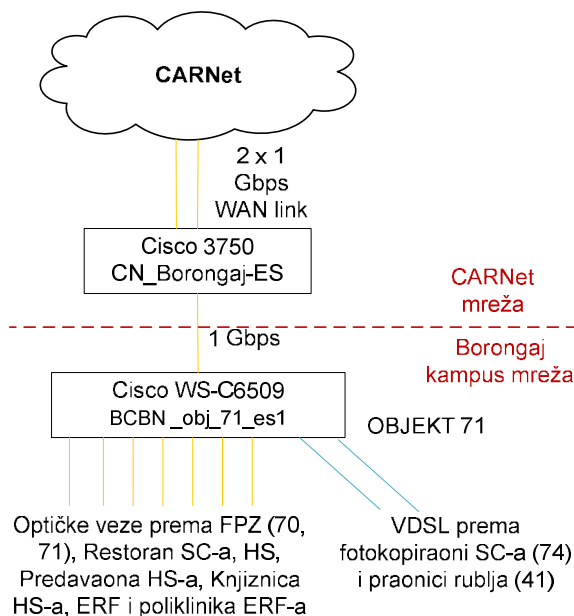 CARNet
2 x 1
Gbps
WAN link
Cisco 3750
CN_Borongaj-ES
CARNet
mreža
1 Gbps
Borongaj
kampus mreža
Cisco WS-C6509
BCBN _obj_71_es1
OBJEKT 71
Optičke veze prema FPZ (70,
71), Restoran SC-a, HS,
Predavaona HS-a, Knjiznica
HS-a, ERF i poliklinika ERF-a
VDSL prema
fotokopiraoni SC-a (74)
i praonici rublja (41)